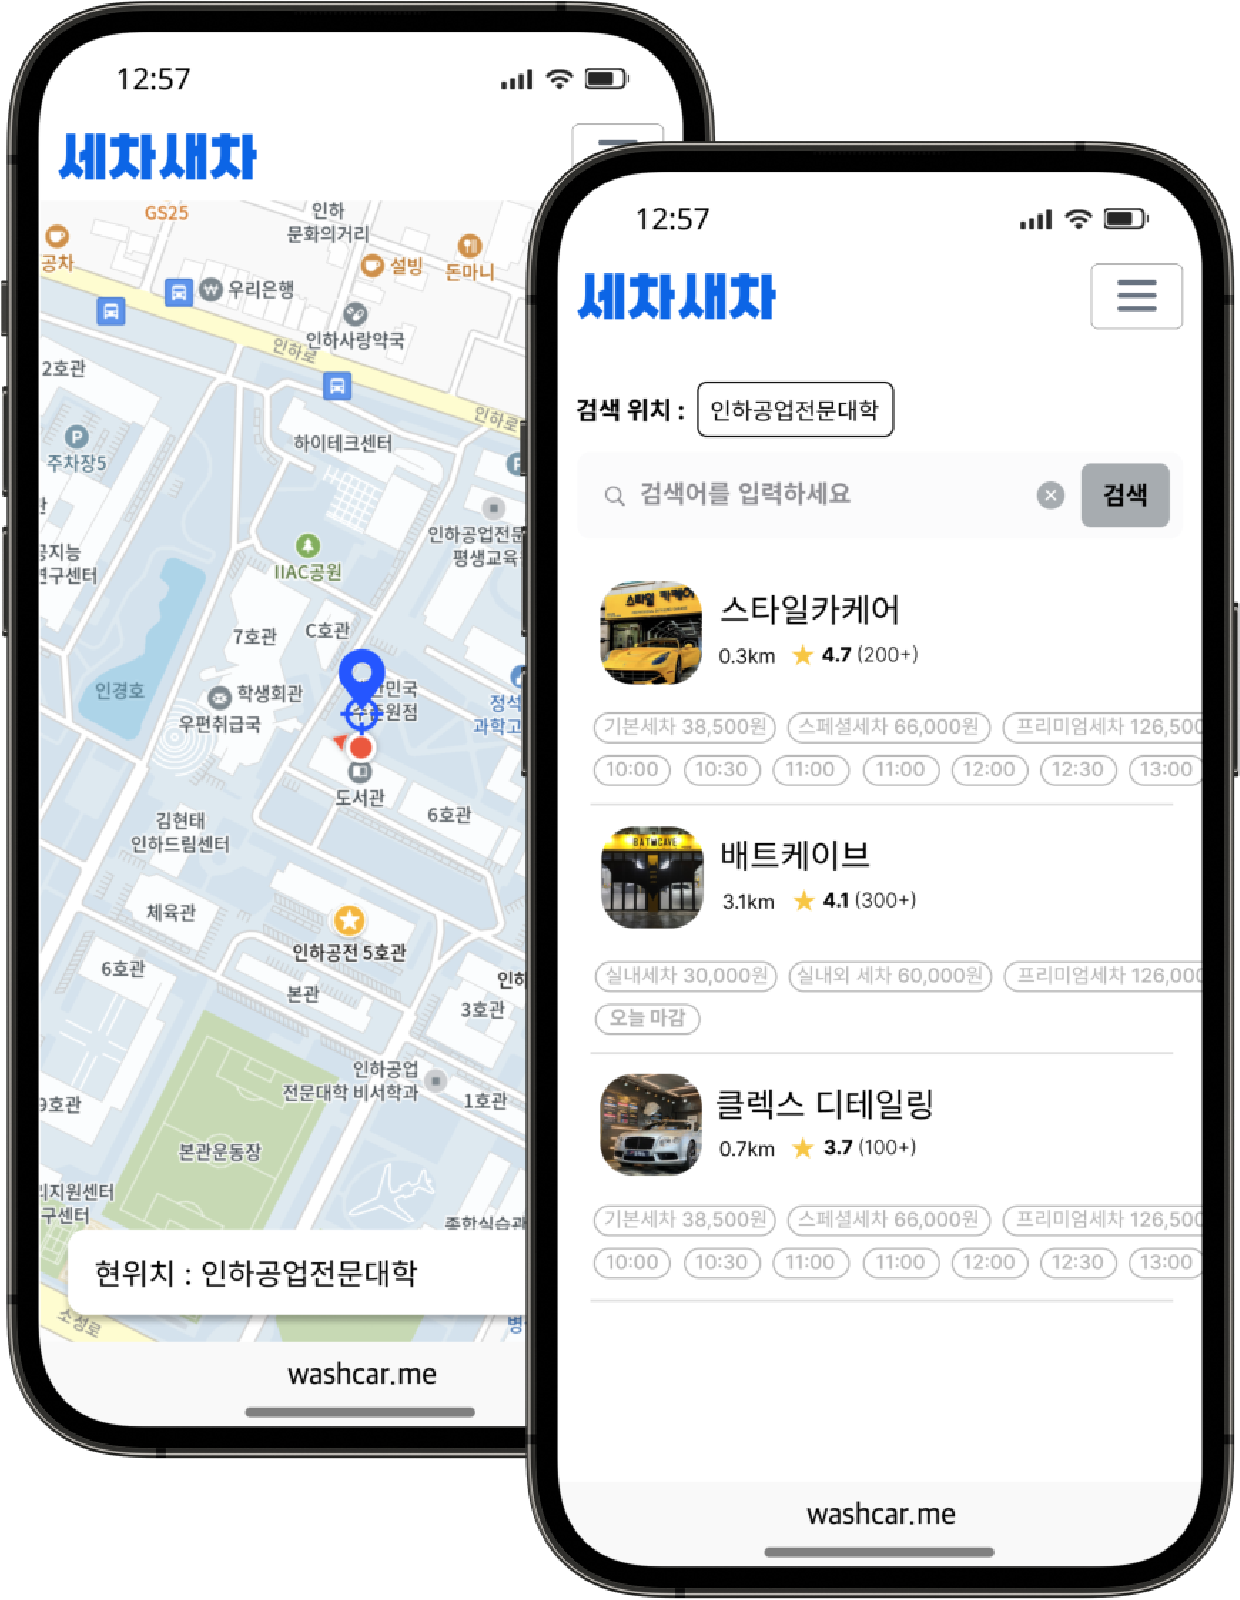 12:57
세차새차
GS25
인하
문화의거리
공차
설빙
돈마니
우리은행
인하사랑약국
인하로
2호관
인하로
하이테크센터
P
주차장5
P
인하공업전문
평생교육
공지능
연구센터
IIAC공원
7호관
C호관
인경호
학생회관
우편취급국
한민국
수준원점
정석
과학고
도서관
6호관
김현태
인하드림센터
체육관
인하공전 5호관
6호관
본관
인하
3호관
인하공업
전문대학 비서학과
1호관
9호관
본관운동장
지원센터
구센터
종합실습관
현위치 : 인하공업전문대학
소성로
병
washcar.me
12:57
세차새차
검색 위치 : 인하공업전문대학
검색어를 입력하세요 검색
스타일 카케어
스타일카케어
0.3km 4.7 (200+)
기본세차 38,500원 스페셜세차 66,000원 프리미엄세차 126,500
10:00 10:30 11:00 11:00 12:00 12:30 13:00
BATWCAVE
배트케이브
3.1km 4.1 (300+)
실내세차 30,000원 실내외 세차 60,000원 프리미엄세차 126,000
오늘 마감
클렉스 디테일링
0.7km 3.7 (100+)
기본세차 38,500원 스페셜세차 66,000원 프리미엄세차 126,500
10:00 10:30 11:00 11:00 12:00 12:30 13:00
washcar.me